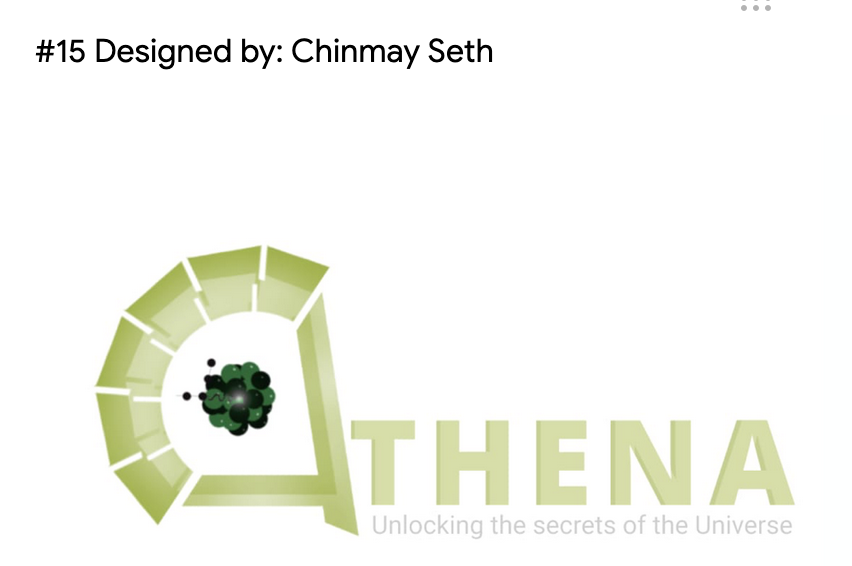 #15 Designed by: Chinmay Seth
ATHENA
Unlocking the secrets of the Universe